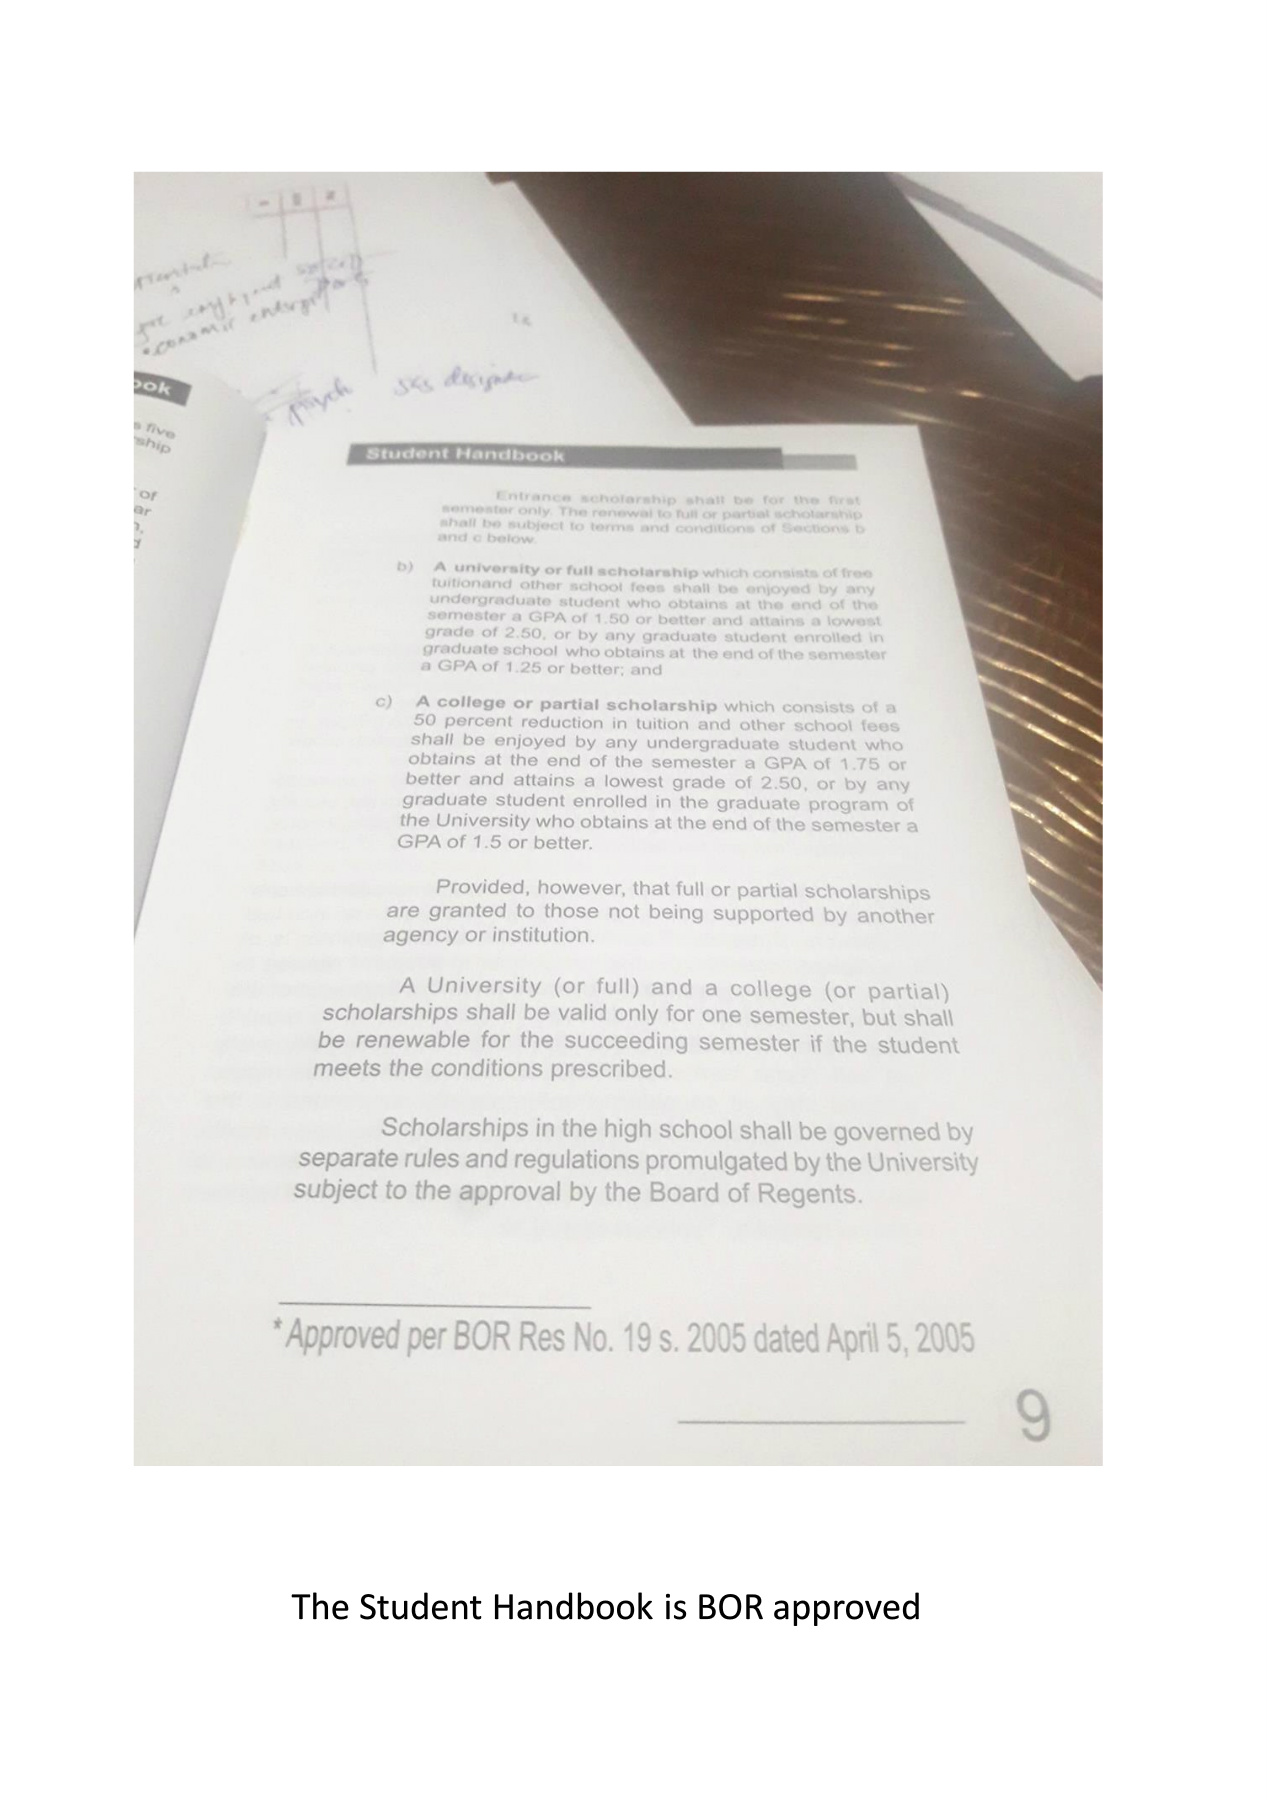 psych
ook
s five
ship
of
ar
Student Handbook
Entrance scholarship shall be for the first
semester only. The renewal to full or partial scholarship
shall be subject to terms and conditions of Sections b
and c below.
b) A university or full scholarship which consists of free
tuitionand other school fees shall be enjoyed by any
undergraduate student who obtains at the end of the
semester a GPA of 1.50 or better and attains a lowest
grade of 2.50, or by any graduate student enrolled in
graduate school who obtains at the end of the semester
a GPA of 1.25 or better; and
c) A college or partial scholarship which consists of a
50 percent reduction in tuition and other school fees
shall be enjoyed by any undergraduate student who
obtains at the end of the semester a GPA of 1.75 or
better and attains a lowest grade of 2.50, or by any
graduate student enrolled in the graduate program of
the University who obtains at the end of the semester a
GPA of 1.5 or better.
Provided, however, that full or partial scholarships
are granted to those not being supported by another
agency or institution.
A University (or full) and a college (or partial)
scholarships shall be valid only for one semester, but shall
be renewable for the succeeding semester if the student
meets the conditions prescribed.
Scholarships in the high school shall be governed by
separate rules and regulations promulgated by the University
subject to the approval by the Board of Regents.
*Approved per BOR Res No. 19 s. 2005 dated April 5, 2005
9
The Student Handbook is BOR approved